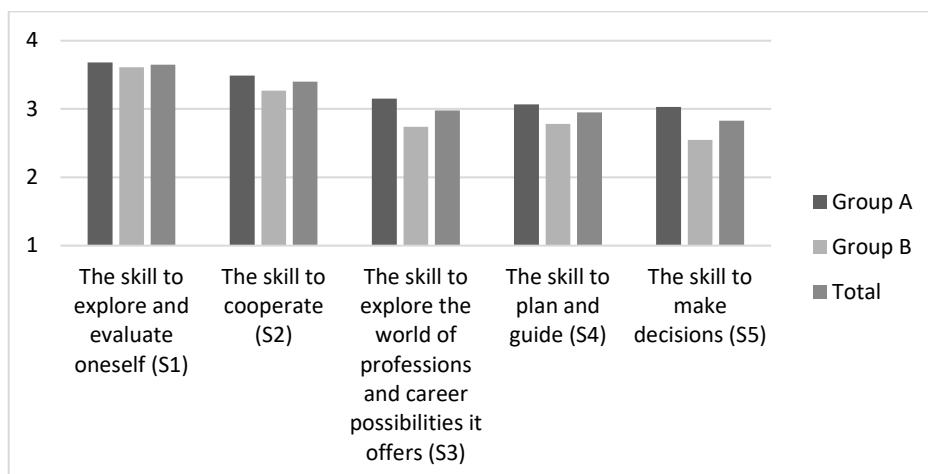 4
3
2
1
The skill to
explore and
evaluate
oneself (S1)
The skill to
cooperate
(S2)
The skill to
explore the
world of
professions
and career
possibilities it
offers (S3)
The skill to
plan and
guide (S4)
The skill to
make
decisions (S5)
Group A
Group B
Total